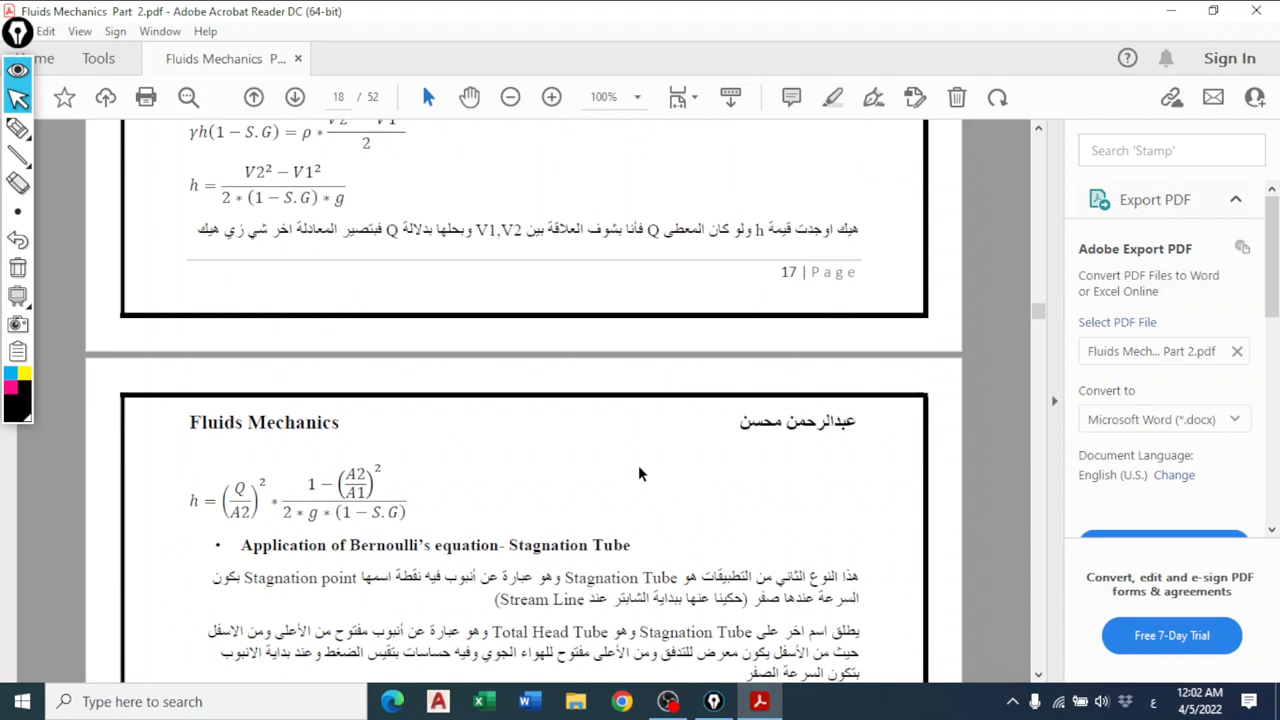 Fluids Mechanics Part 2.pdf - Adobe Acrobat Reader DC (64-bit)
Edit View Sign Window Help
Tools Fluids Mechanics P... × Sign In
18 / 52 100%
γh(1 − S.G) = ρ * (V2² − V1²) / 2
h = (V2² − V1²) / (2 * (1 − S.G) * g)
هيك اوجدت قيمة h ولو كان المعطى Q فأنا بشوف العلاقة بين V1,V2 وبحلها بدلالة Q فبتصير المعادلة اخر شي زي هيك
17 | Page
Fluids Mechanics عبدالرحمن محسن
h = (Q/A2)² * (1 − (A2/A1)²) / (2 * g * (1 − S.G))
• Application of Bernoulli's equation- Stagnation Tube
هذا النوع الثاني من التطبيقات هو Stagnation Tube وهو عبارة عن أنبوب فيه نقطة اسمها Stagnation point بكون
السرعة عندها صفر (حكينا عنها ببداية الشابتر عند Stream Line)
يطلق اسم اخر على Stagnation Tube وهو Total Head Tube وهو عبارة عن أنبوب مفتوح من الأعلى ومن الاسفل
حيث من الأسفل يكون معرض للتدفق ومن الأعلى مفتوح للهواء الجوي وفيه حساسات بتقيس الضغط وعند بداية الانبوب
بتكون السرعة الصفر
Search 'Stamp'
Export PDF
Adobe Export PDF
Convert PDF Files to Word
or Excel Online
Select PDF File
Fluids Mech... Part 2.pdf
Convert to
Microsoft Word (*.docx)
Document Language:
English (U.S.) Change
Convert, edit and e-sign PDF
forms & agreements
Free 7-Day Trial
Type here to search
ع
12:02 AM
4/5/2022